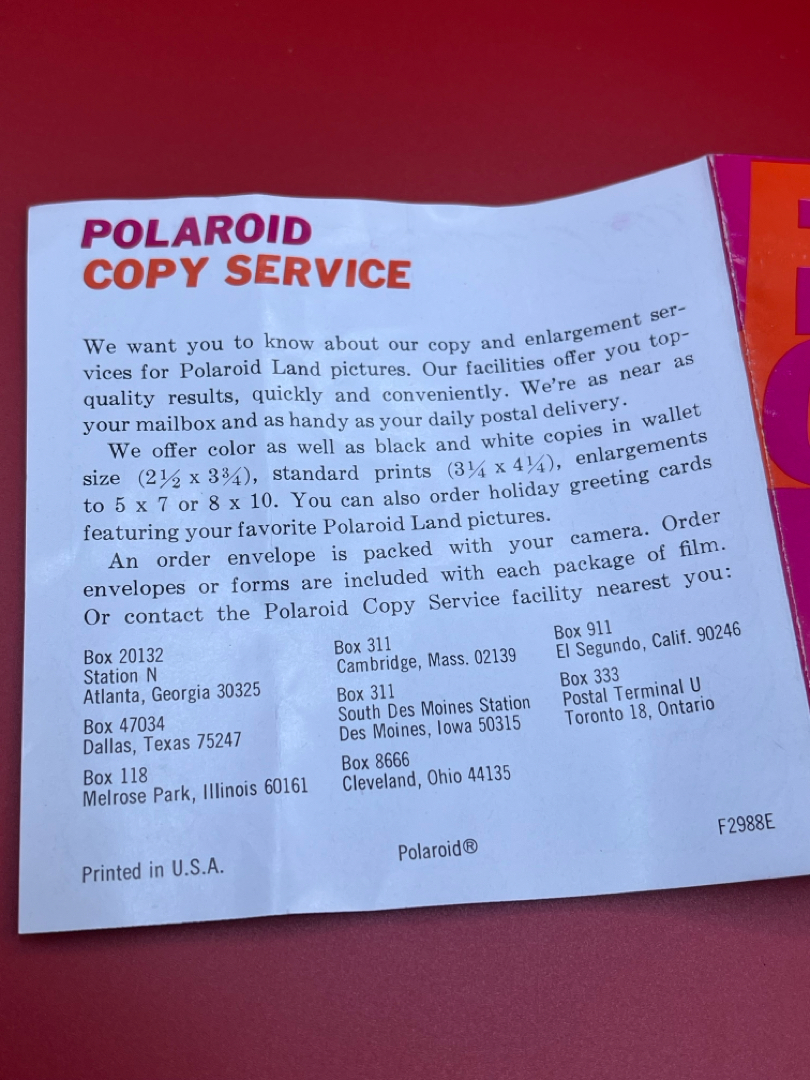 POLAROID
COPY SERVICE
We want you to know about our copy and enlargement ser-
vices for Polaroid Land pictures. Our facilities offer you top-
quality results, quickly and conveniently. We're as near as
your mailbox and as handy as your daily postal delivery.
We offer color as well as black and white copies in wallet
size (2½ x 3¾), standard prints (3¼ x 4¼), enlargements
to 5 x 7 or 8 x 10. You can also order holiday greeting cards
featuring your favorite Polaroid Land pictures.
An order envelope is packed with your camera. Order
envelopes or forms are included with each package of film.
Or contact the Polaroid Copy Service facility nearest you:
Box 20132
Station N
Atlanta, Georgia 30325
Box 47034
Dallas, Texas 75247
Box 118
Melrose Park, Illinois 60161
Box 311
Cambridge, Mass. 02139
Box 311
South Des Moines Station
Des Moines, Iowa 50315
Box 8666
Cleveland, Ohio 44135
Box 911
El Segundo, Calif. 90246
Box 333
Postal Terminal U
Toronto 18, Ontario
Printed in U.S.A.
Polaroid®
F2988E